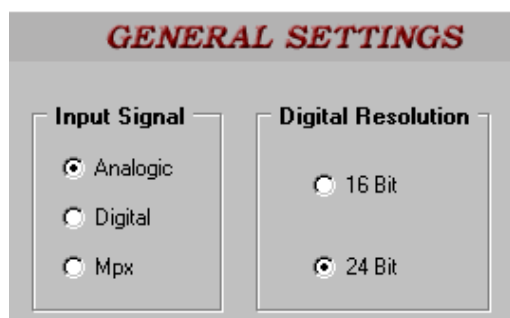 GENERAL SETTINGS
Input Signal
Analogic
Digital
Mpx
Digital Resolution
16 Bit
24 Bit